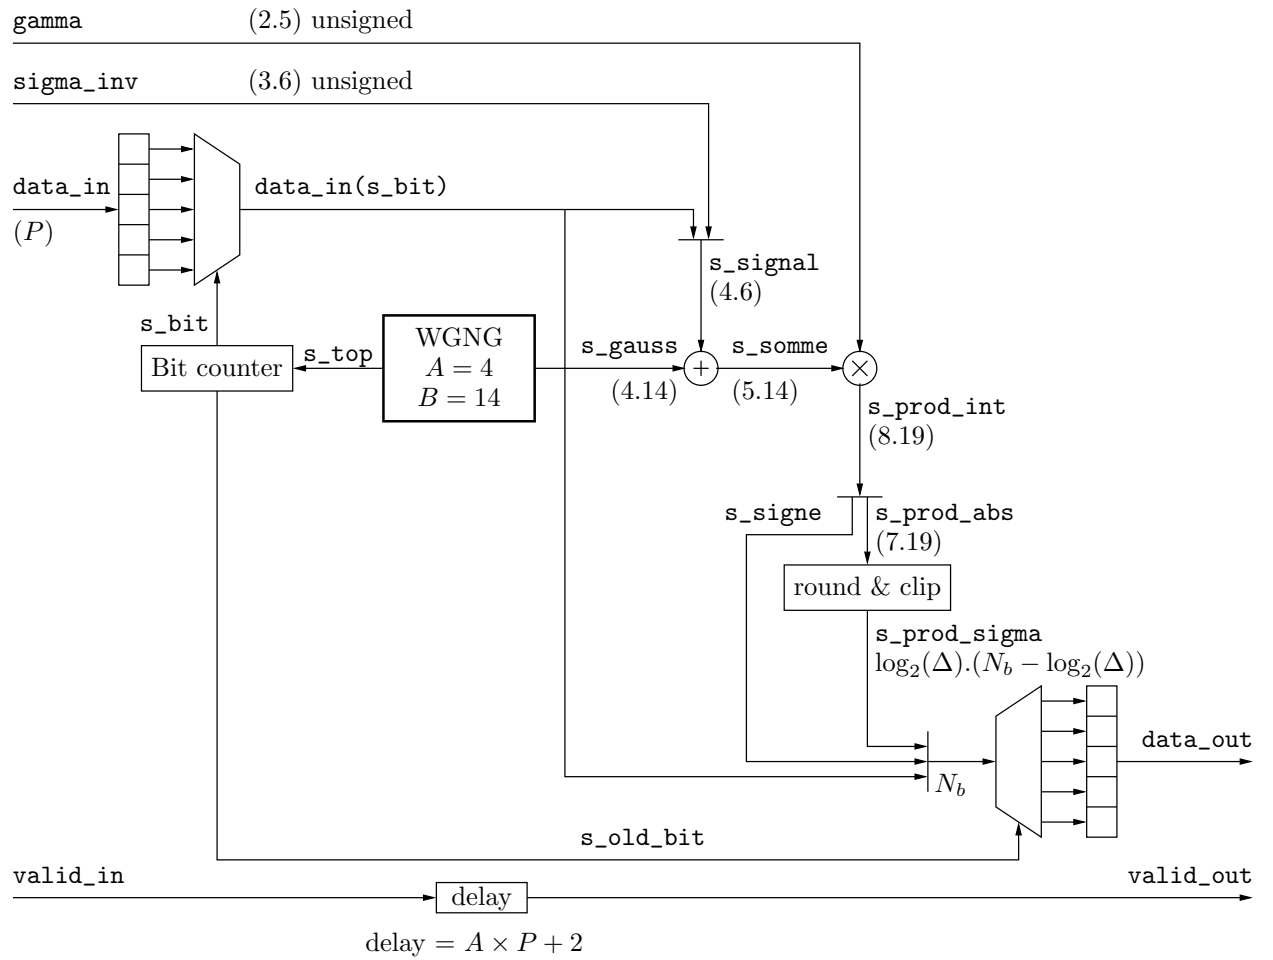 gamma (2.5) unsigned
sigma_inv (3.6) unsigned
data_in
(P)
data_in(s_bit)
s_signal
(4.6)
s_bit
Bit counter
s_top
WGNG
A = 4
B = 14
s_gauss
(4.14)
+
s_somme
(5.14)
×
s_prod_int
(8.19)
s_signe
s_prod_abs
(7.19)
round & clip
s_prod_sigma
log₂(Δ).(N_b − log₂(Δ))
N_b
data_out
s_old_bit
valid_in
delay
valid_out
delay = A × P + 2